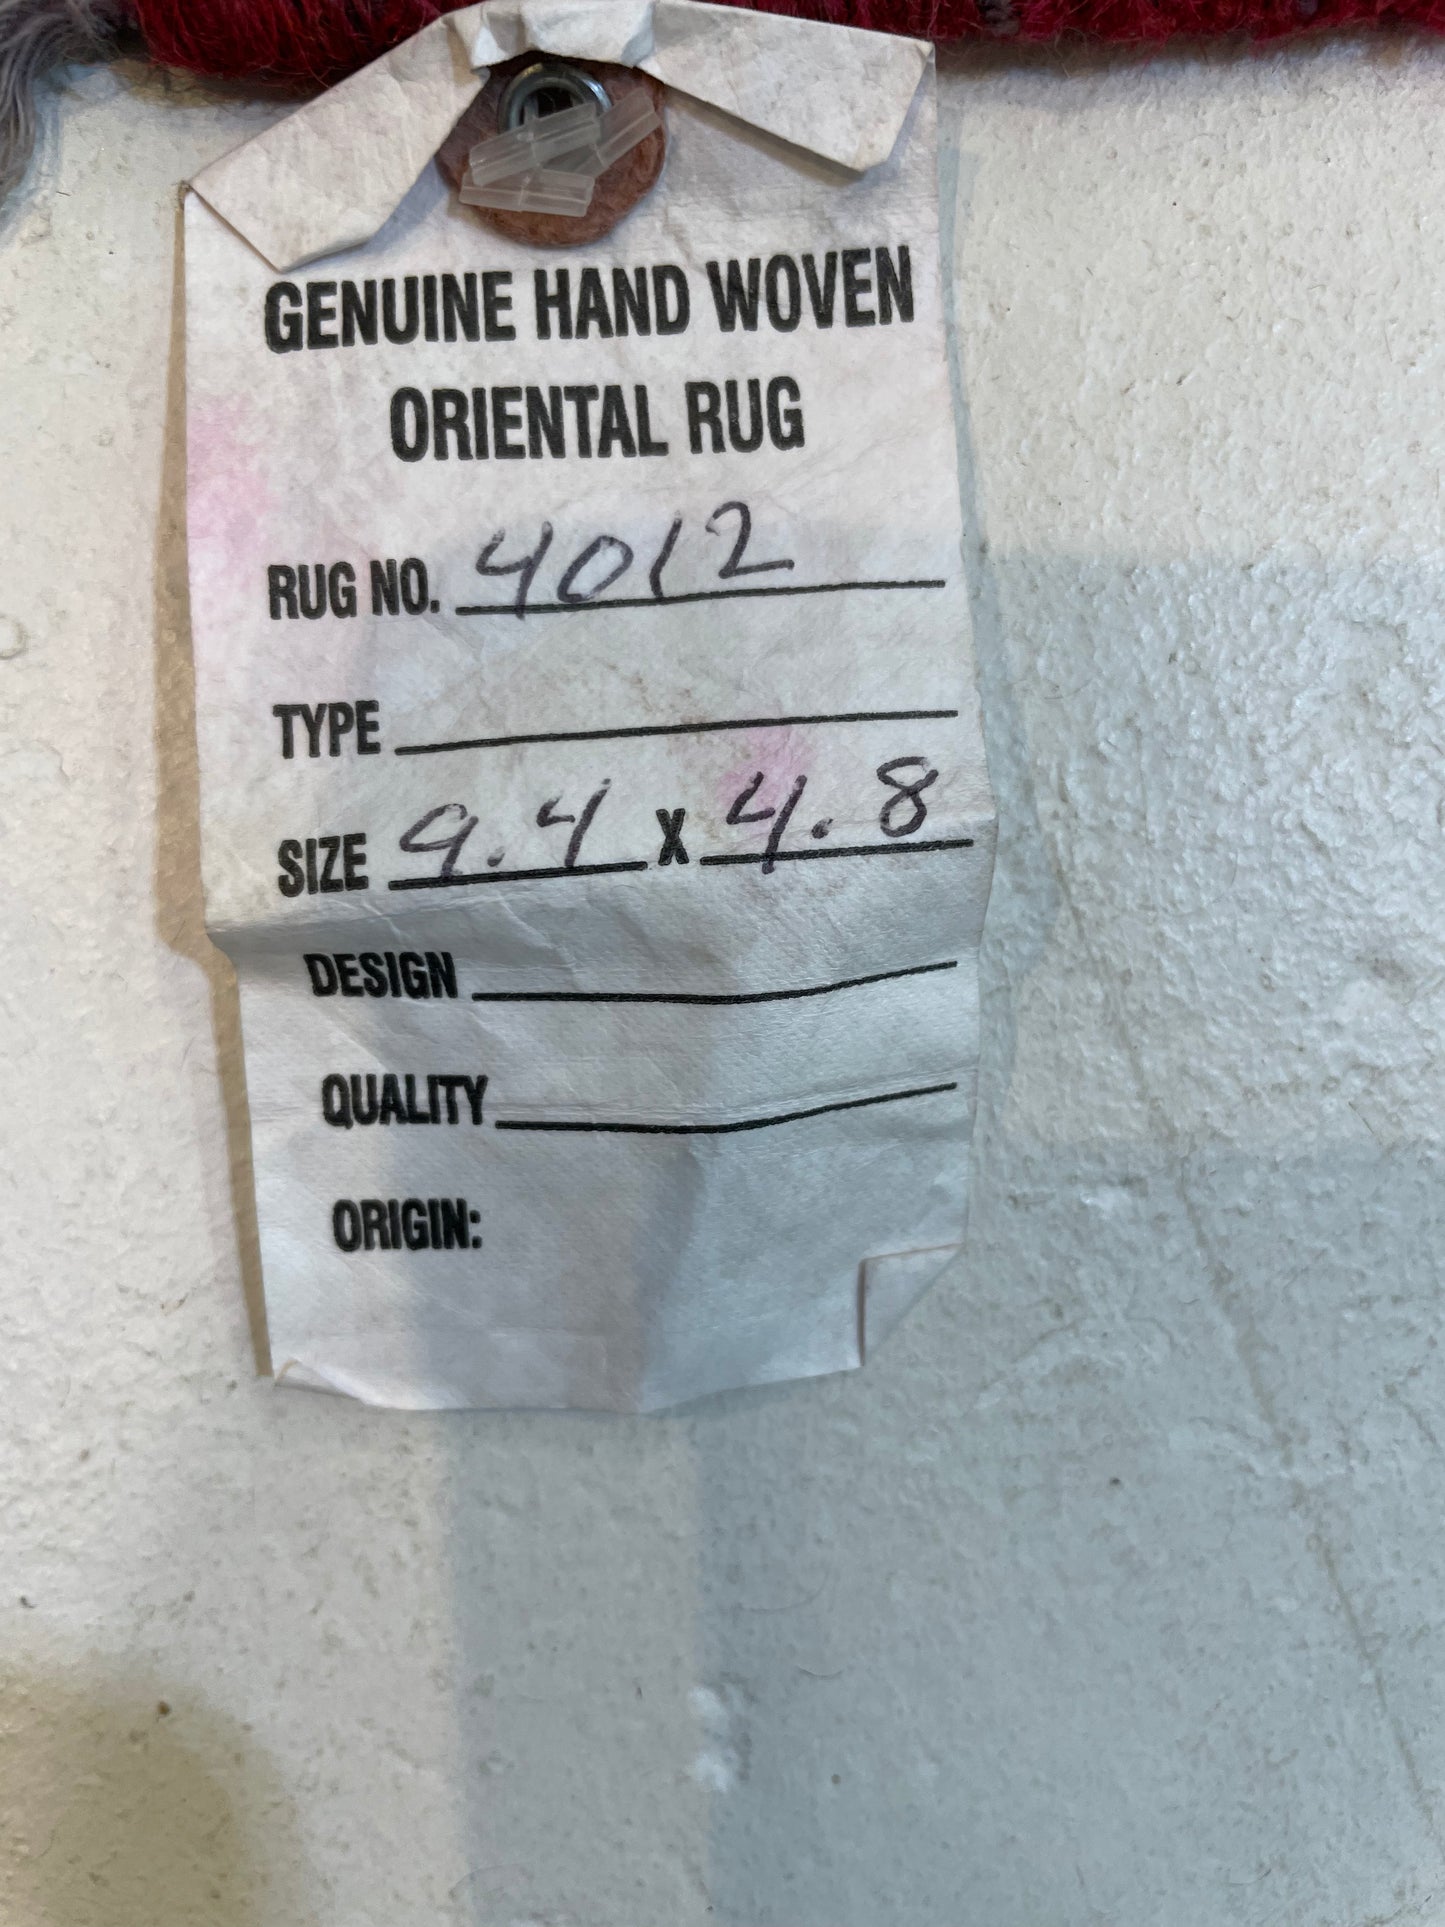 GENUINE HAND WOVEN
ORIENTAL RUG
RUG NO. 4012
TYPE
SIZE 9.4 X 4.8
DESIGN
QUALITY
ORIGIN: